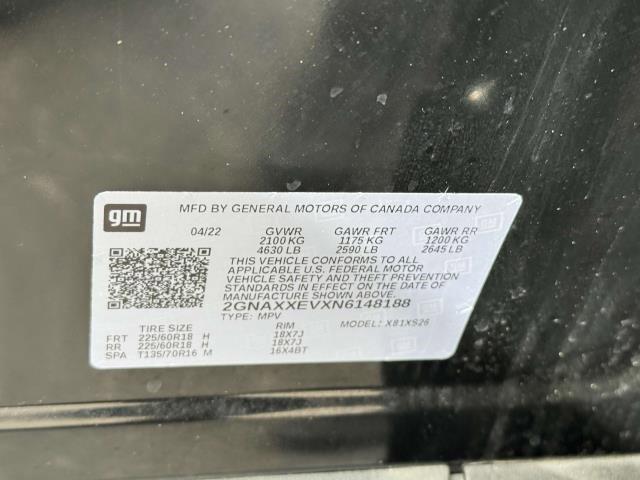 gm
MFD BY GENERAL MOTORS OF CANADA COMPANY
04/22 GVWR GAWR FRT GAWR RR
2100 KG 1175 KG 1200 KG
4630 LB 2590 LB 2645 LB
THIS VEHICLE CONFORMS TO ALL
APPLICABLE U.S. FEDERAL MOTOR
VEHICLE SAFETY AND THEFT PREVENTION
STANDARDS IN EFFECT ON THE DATE OF
MANUFACTURE SHOWN ABOVE.
2GNAXXEVXN6148188
TYPE: MPV MODEL: X81XS26
TIRE SIZE RIM
FRT 225/60R18 H 18X7J
RR 225/60R18 H 18X7J
SPA T135/70R16 M 16X4BT